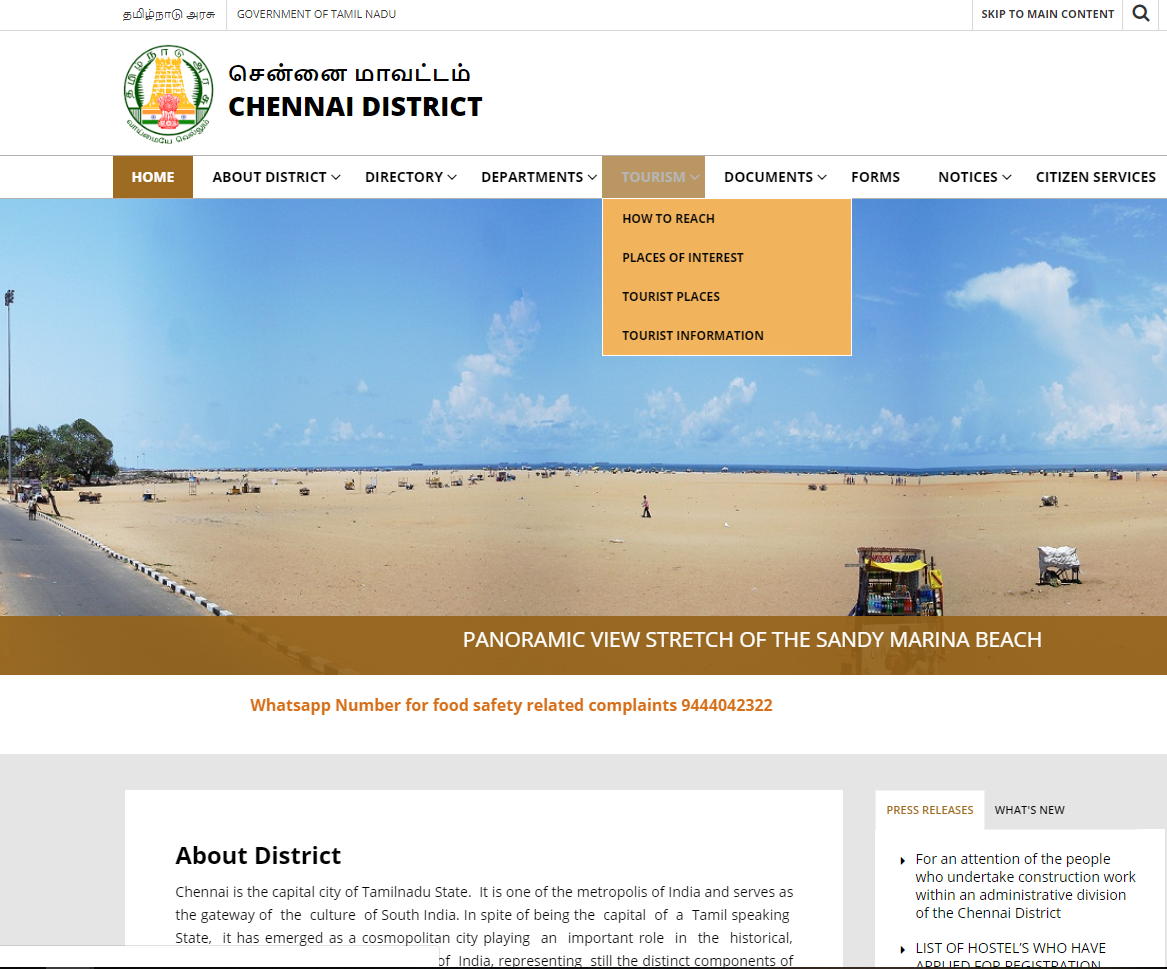 தமிழ்நாடு அரசு
GOVERNMENT OF TAMIL NADU
SKIP TO MAIN CONTENT
சென்னை மாவட்டம்
CHENNAI DISTRICT
HOME
ABOUT DISTRICT
DIRECTORY
DEPARTMENTS
TOURISM
DOCUMENTS
FORMS
NOTICES
CITIZEN SERVICES
HOW TO REACH
PLACES OF INTEREST
TOURIST PLACES
TOURIST INFORMATION
PANORAMIC VIEW STRETCH OF THE SANDY MARINA BEACH
Whatsapp Number for food safety related complaints 9444042322
About District
Chennai is the capital city of Tamilnadu State. It is one of the metropolis of India and serves as
the gateway of the culture of South India. In spite of being the capital of a Tamil speaking
State, it has emerged as a cosmopolitan city playing an important role in the historical,
of India, representing still the distinct components of
PRESS RELEASES
WHAT'S NEW
For an attention of the people
who undertake construction work
within an administrative division
of the Chennai District
LIST OF HOSTEL'S WHO HAVE
APPLIED FOR REGISTRATION